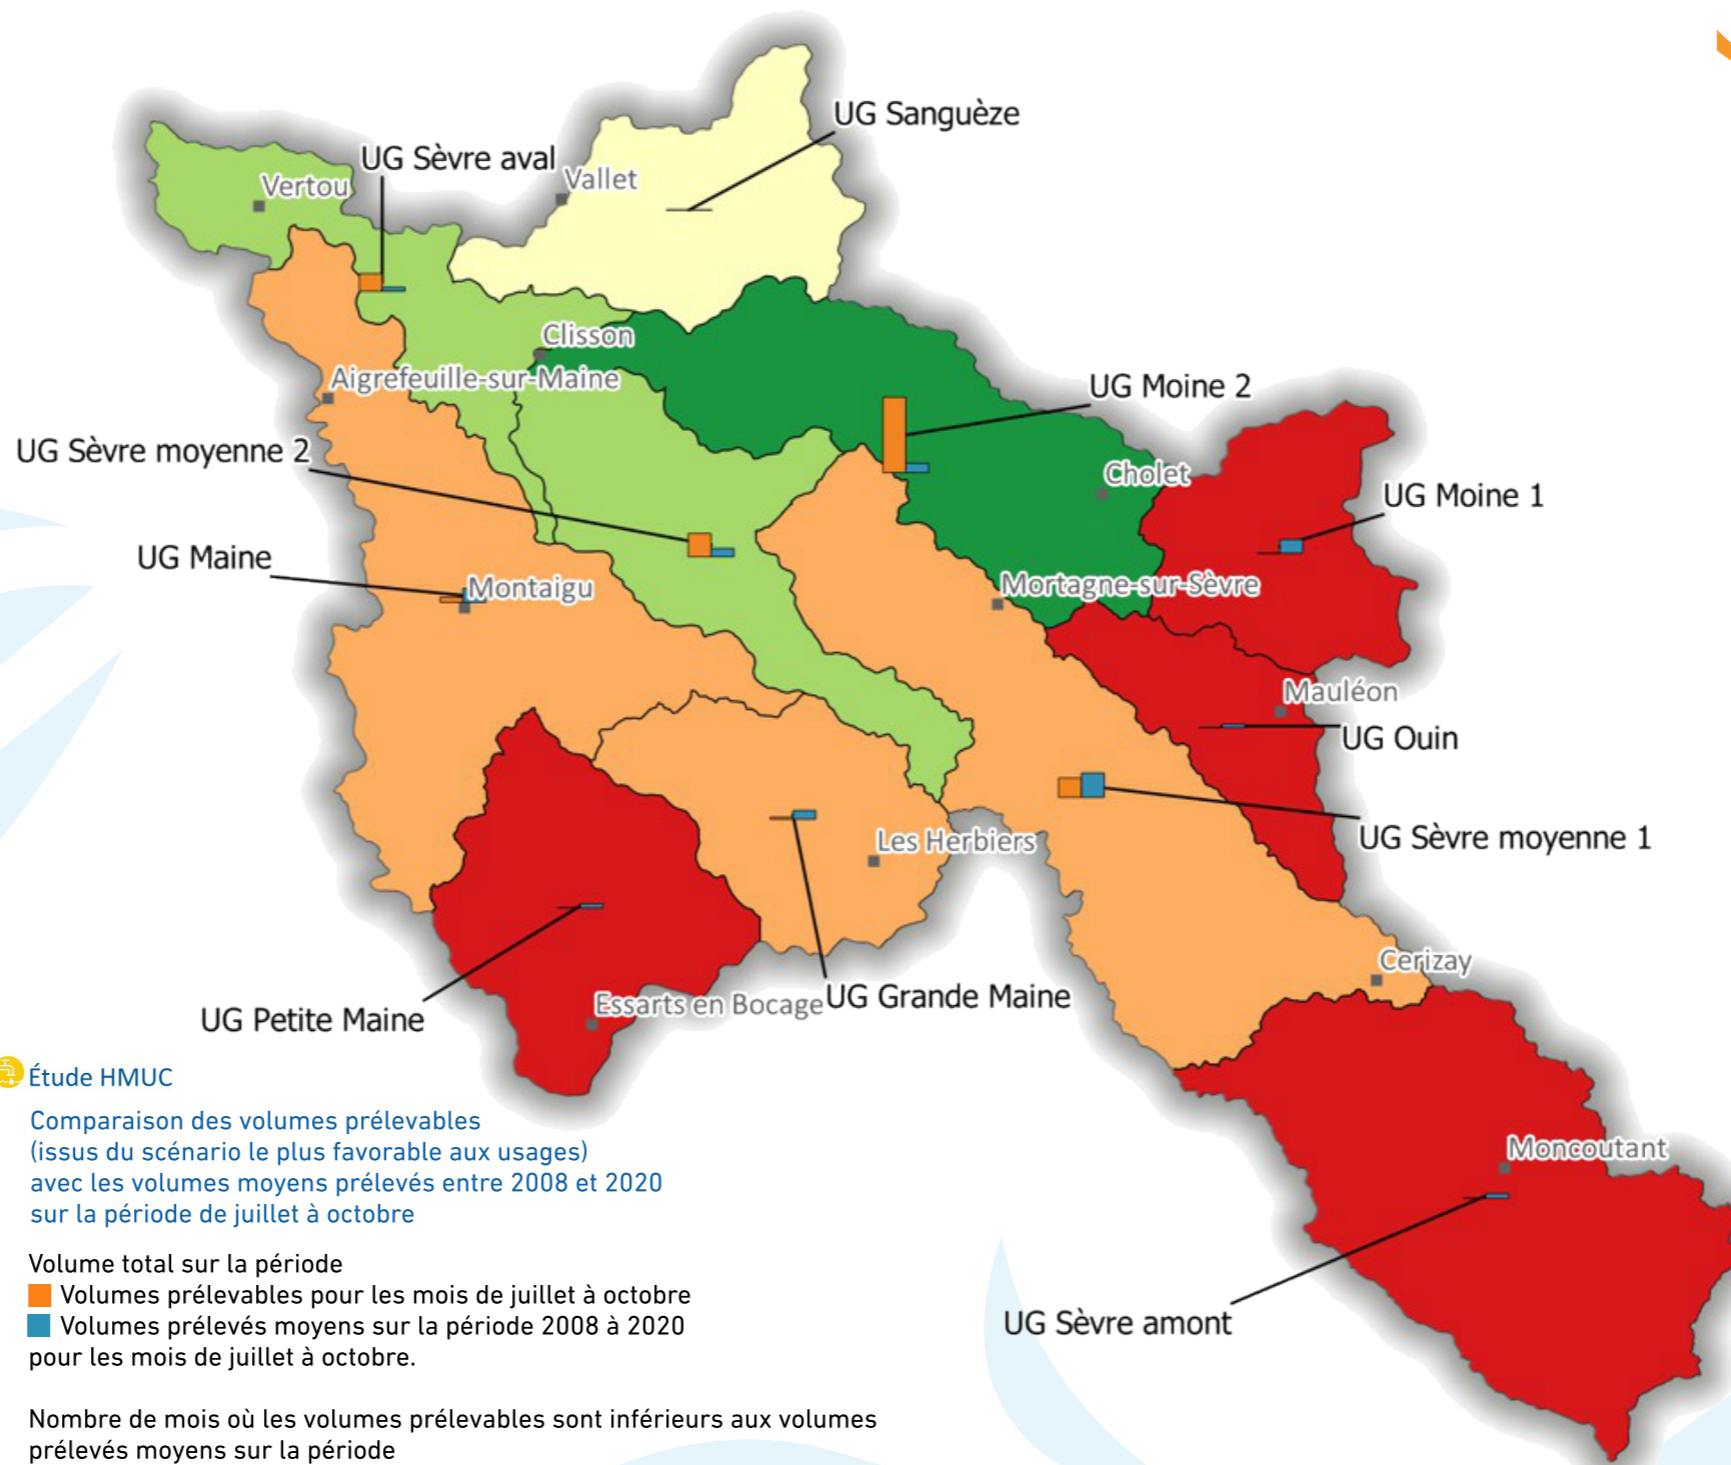 UG Sanguèze
UG Sèvre aval
Vallet
Vertou
Clisson
Aigrefeuille-sur-Maine
UG Moine 2
UG Sèvre moyenne 2
Cholet
UG Moine 1
UG Maine
Montaigu
Mortagne-sur-Sèvre
Mauléon
UG Ouin
Les Herbiers
UG Sèvre moyenne 1
Cerizay
UG Petite Maine
Essarts en Bocage
UG Grande Maine
Moncoutant
UG Sèvre amont
Étude HMUC
Comparaison des volumes prélevables
(issus du scénario le plus favorable aux usages)
avec les volumes moyens prélevés entre 2008 et 2020
sur la période de juillet à octobre
Volume total sur la période
Volumes prélevables pour les mois de juillet à octobre
Volumes prélevés moyens sur la période 2008 à 2020
pour les mois de juillet à octobre.
Nombre de mois où les volumes prélevables sont inférieurs aux volumes
prélevés moyens sur la période